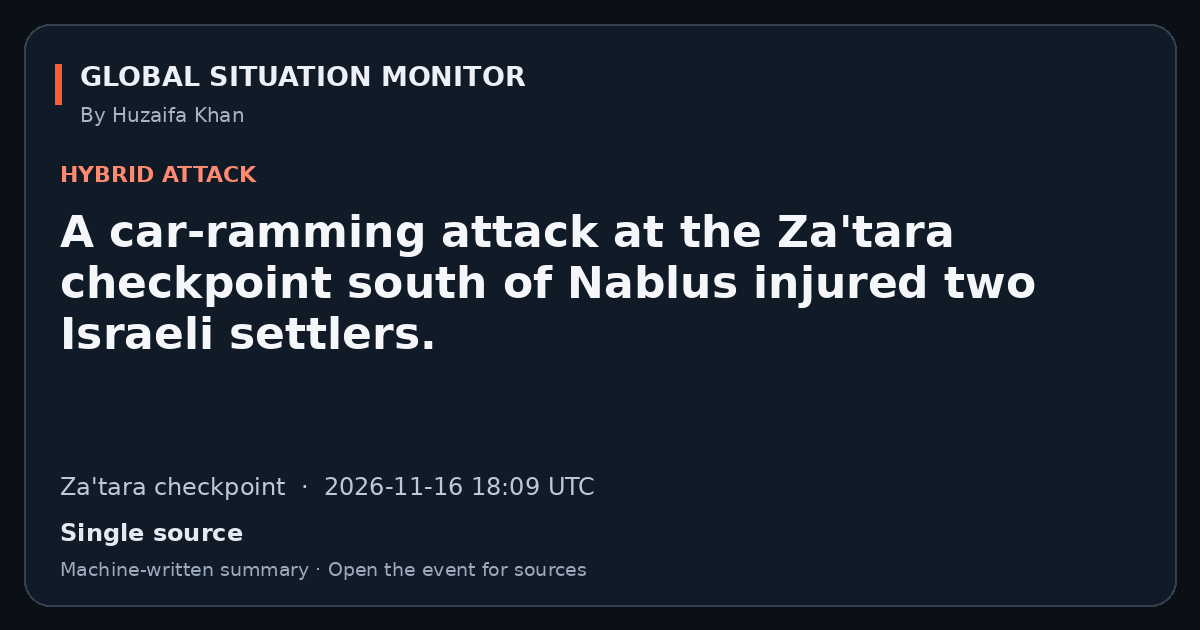 GLOBAL SITUATION MONITOR
By Huzaifa Khan
HYBRID ATTACK
A car-ramming attack at the Za'tara
checkpoint south of Nablus injured two
Israeli settlers.
Za'tara checkpoint · 2026-11-16 18:09 UTC
Single source
Machine-written summary · Open the event for sources